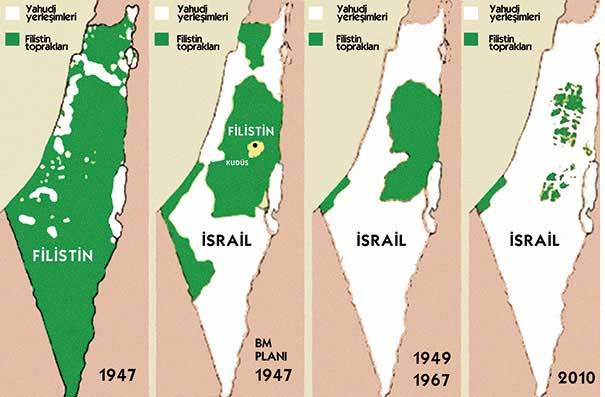 Yahudi
yerleşimleri
Filistin
toprakları
FİLİSTİN
1947
Yahudi
yerleşimleri
Filistin
toprakları
FİLİSTİN
KUDÜS
İSRAİL
BM
PLANI
1947
Yahudi
yerleşimleri
Filistin
toprakları
İSRAİL
1949
1967
Yahudi
yerleşimleri
Filistin
toprakları
İSRAİL
2010